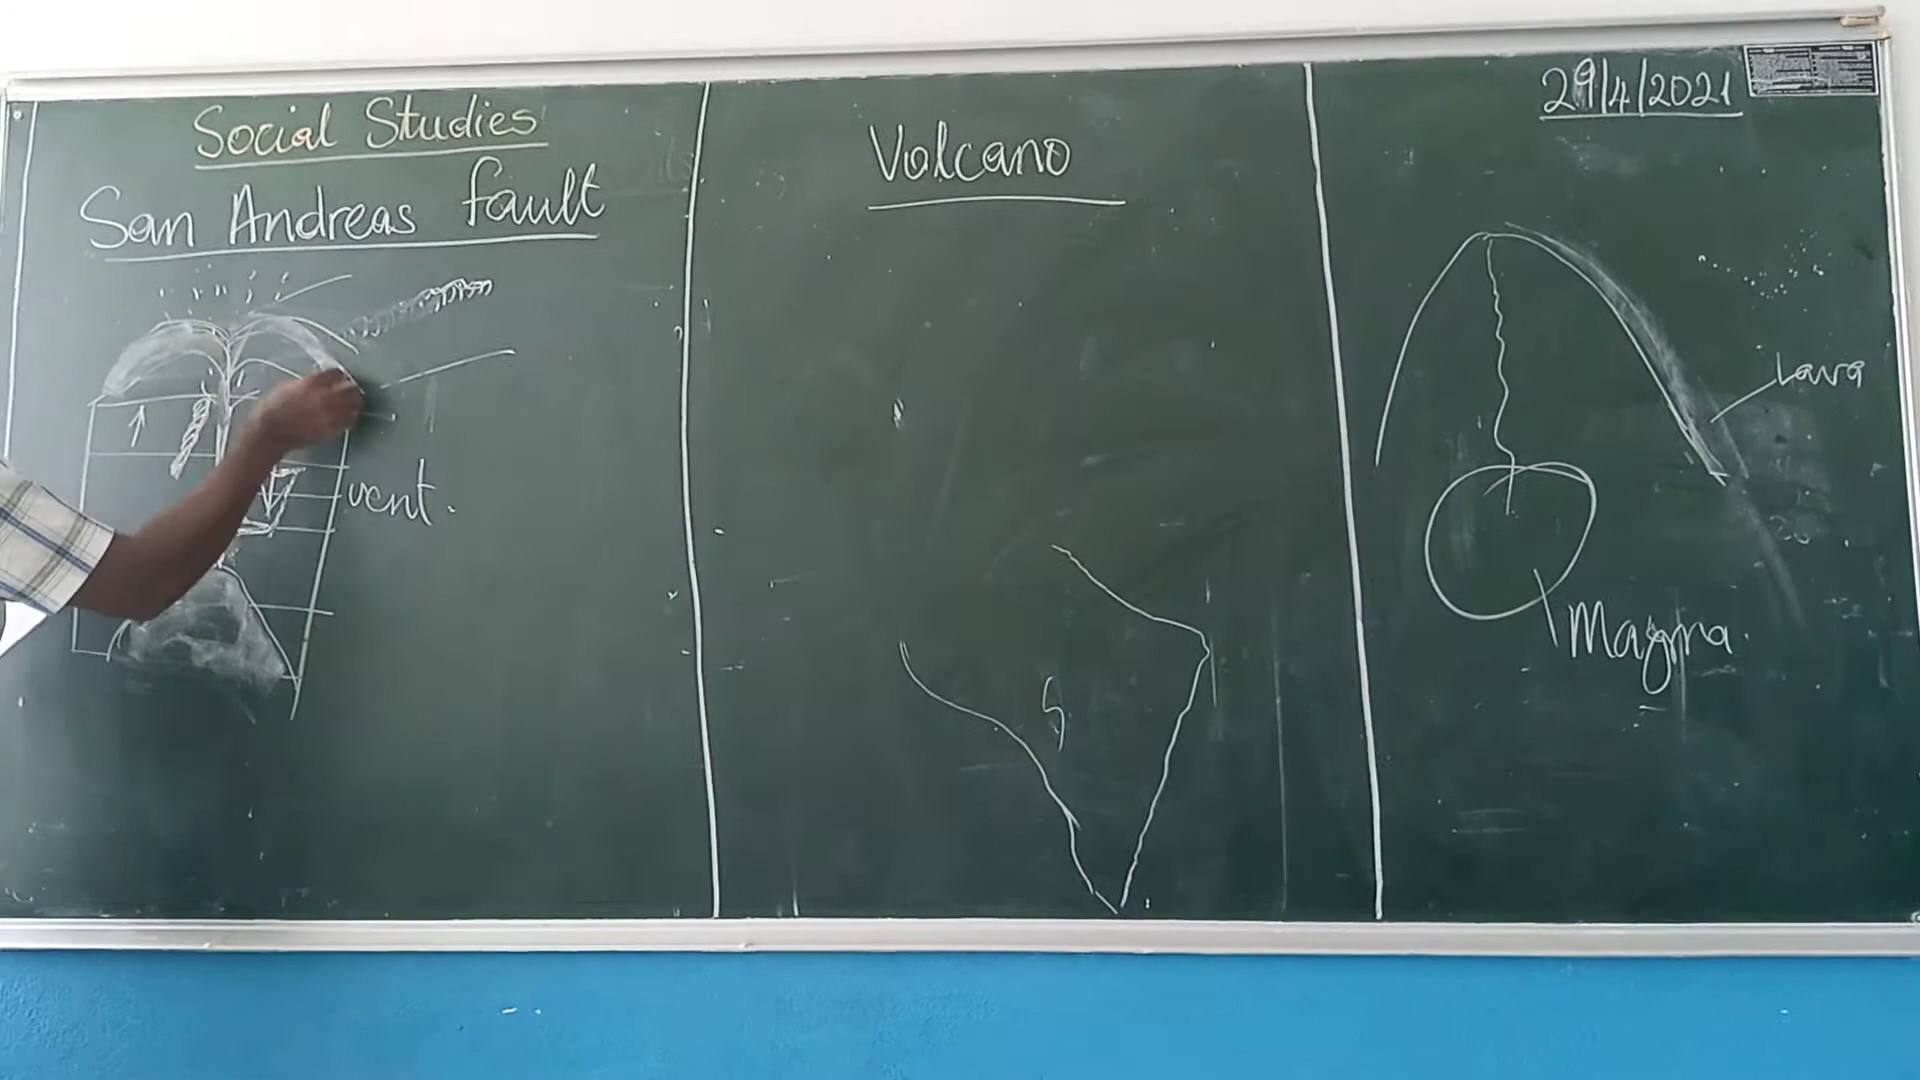 Social Studies
San Andreas fault
vent.
Volcano
29/4/2021
Lava
Magma.